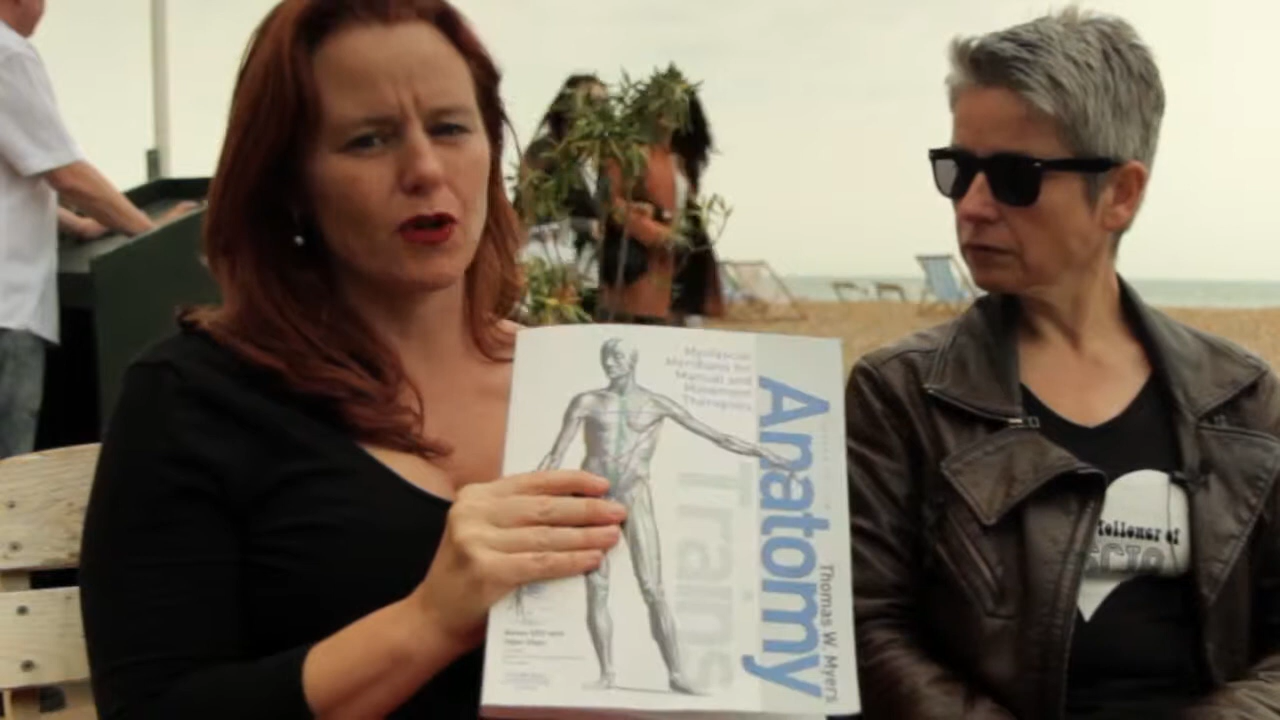 Myofascial
Meridians for
Manual and
Movement
Therapists
Anatomy
Trains
Thomas W. Myers
follower of